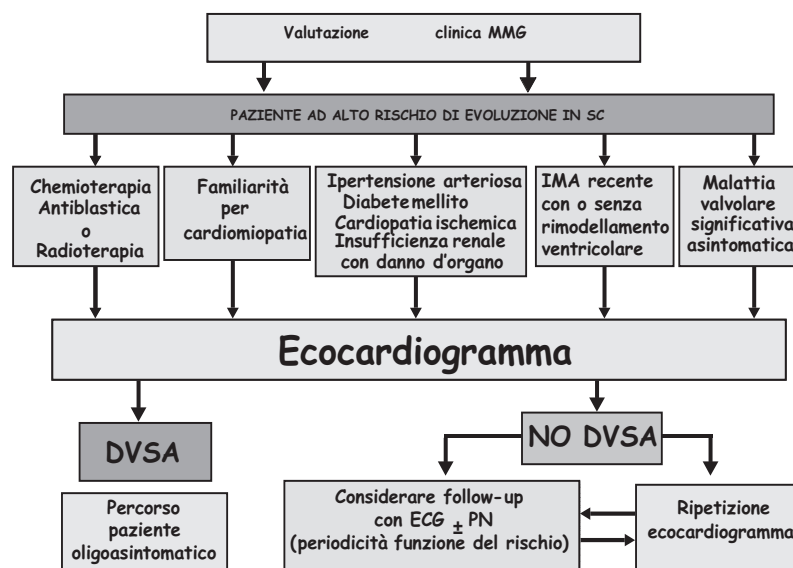 Valutazione clinica MMG
PAZIENTE AD ALTO RISCHIO DI EVOLUZIONE IN SC
Chemioterapia
Antiblastica
o
Radioterapia
Familiarità
per
cardiomiopatia
Ipertensione arteriosa
Diabete mellito
Cardiopatia ischemica
Insufficienza renale
con danno d'organo
IMA recente
con o senza
rimodellamento
ventricolare
Malattia
valvolare
significativa
asintomatica
Ecocardiogramma
DVSA
NO DVSA
Percorso
paziente
oligoasintomatico
Considerare follow-up
con ECG ± PN
(periodicità funzione del rischio)
Ripetizione
ecocardiogramma